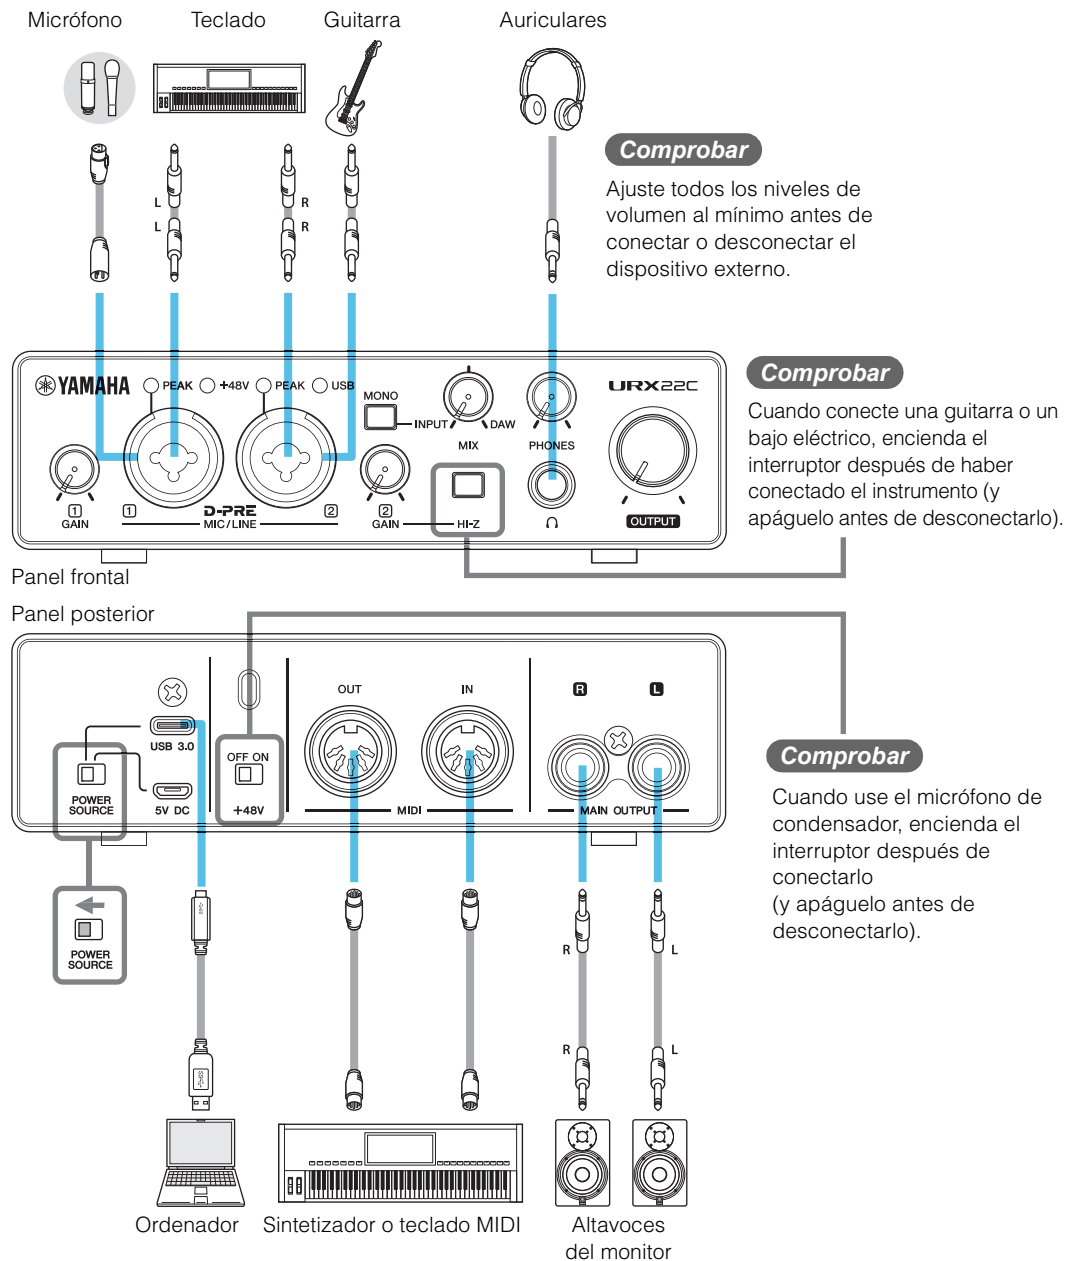 Micrófono
Teclado
Guitarra
Auriculares
Comprobar
Ajuste todos los niveles de
volumen al mínimo antes de
conectar o desconectar el
dispositivo externo.
L
R
L
R
YAMAHA
PEAK
+48V
PEAK
USB
MONO
INPUT
DAW
MIX
PHONES
URX22C
1
GAIN
1
D-PRE
MIC/LINE
2
2
GAIN
HI-Z
OUTPUT
Comprobar
Cuando conecte una guitarra o un
bajo eléctrico, encienda el
interruptor después de haber
conectado el instrumento (y
apáguelo antes de desconectarlo).
Panel frontal
Panel posterior
USB 3.0
POWER
SOURCE
5V DC
OFF ON
+48V
OUT
IN
MIDI
R
L
MAIN OUTPUT
Comprobar
Cuando use el micrófono de
condensador, encienda el
interruptor después de
conectarlo
(y apáguelo antes de
desconectarlo).
POWER
SOURCE
R
L
R
L
Ordenador
Sintetizador o teclado MIDI
Altavoces
del monitor